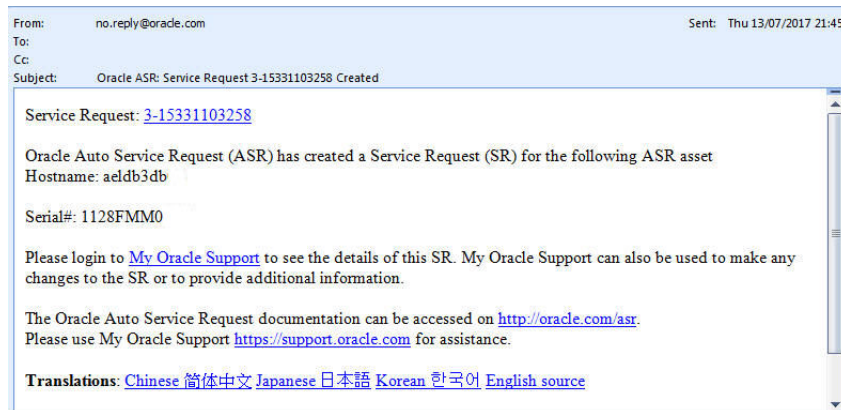 From: no.reply@oracle.com Sent: Thu 13/07/2017 21:45
To:
Cc:
Subject: Oracle ASR: Service Request 3-15331103258 Created
Service Request: 3-15331103258
Oracle Auto Service Request (ASR) has created a Service Request (SR) for the following ASR asset
Hostname: aeldb3db
Serial#: 1128FMM0
Please login to My Oracle Support to see the details of this SR. My Oracle Support can also be used to make any
changes to the SR or to provide additional information.
The Oracle Auto Service Request documentation can be accessed on http://oracle.com/asr.
Please use My Oracle Support https://support.oracle.com for assistance.
Translations: Chinese 简体中文 Japanese 日本語 Korean 한국어 English source